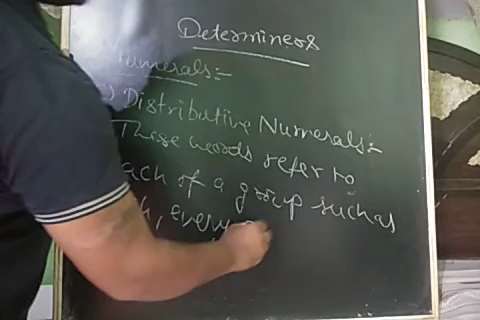 Determiners
Numerals:-
) Distributive Numerals:-
These words refer to
each of a group such as
every